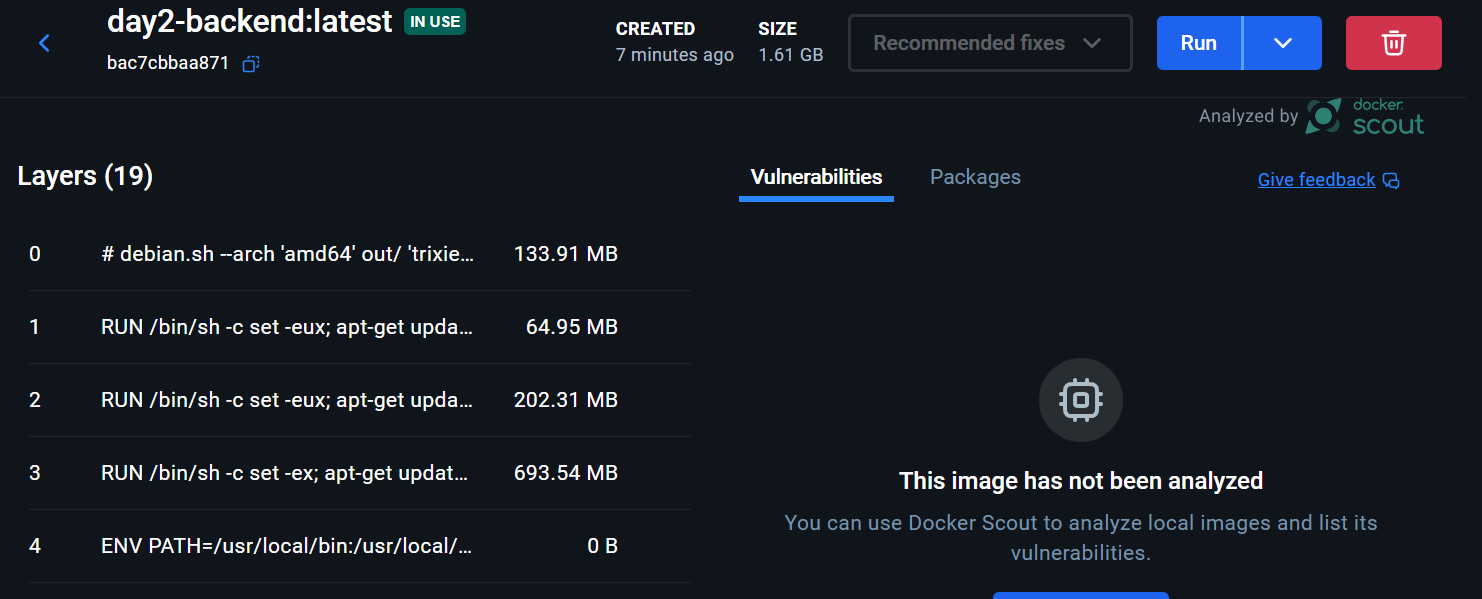 day2-backend:latest IN USE
bac7cbbaa871
CREATED
7 minutes ago
SIZE
1.61 GB
Recommended fixes
Run
Analyzed by docker scout
Layers (19)
0 # debian.sh --arch 'amd64' out/ 'trixie... 133.91 MB
1 RUN /bin/sh -c set -eux; apt-get upda... 64.95 MB
2 RUN /bin/sh -c set -eux; apt-get upda... 202.31 MB
3 RUN /bin/sh -c set -ex; apt-get updat... 693.54 MB
4 ENV PATH=/usr/local/bin:/usr/local/... 0 B
Vulnerabilities
Packages
Give feedback
This image has not been analyzed
You can use Docker Scout to analyze local images and list its
vulnerabilities.